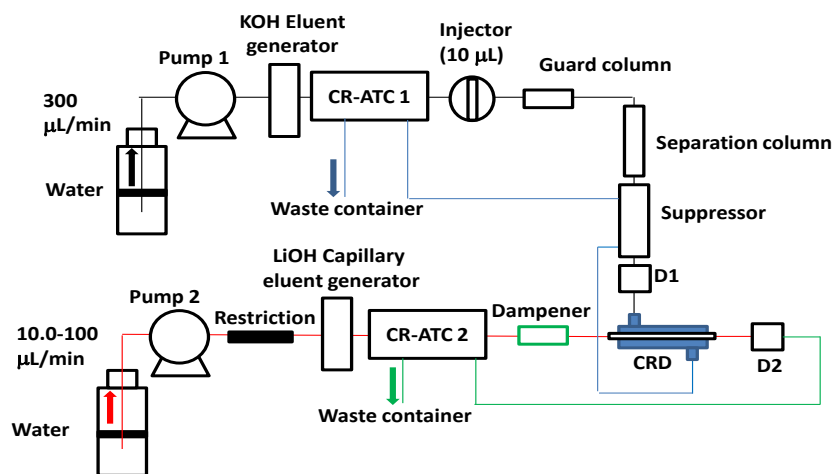 KOH Eluent
generator
Pump 1
Injector
(10 µL)
Guard column
CR-ATC 1
300
µL/min
Separation column
Water
Waste container
Suppressor
LiOH Capillary
eluent generator
D1
Pump 2
Restriction
Dampener
10.0-100
µL/min
CR-ATC 2
CRD
D2
Waste container
Water